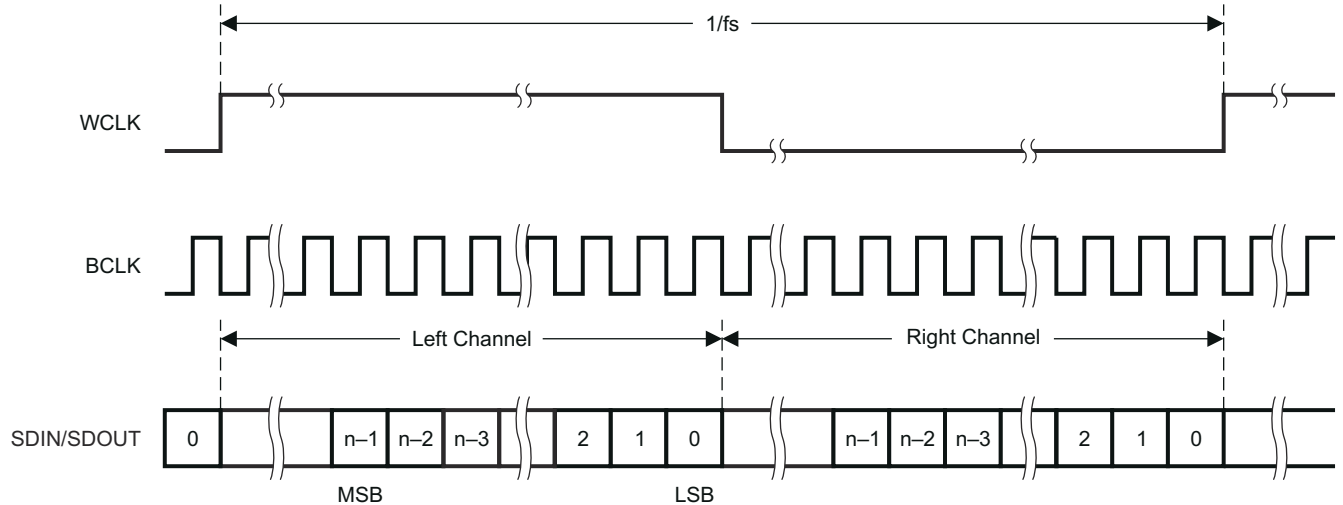 1/fs
WCLK
BCLK
Left Channel Right Channel
SDIN/SDOUT 0 n–1 n–2 n–3 2 1 0 n–1 n–2 n–3 2 1 0
MSB LSB